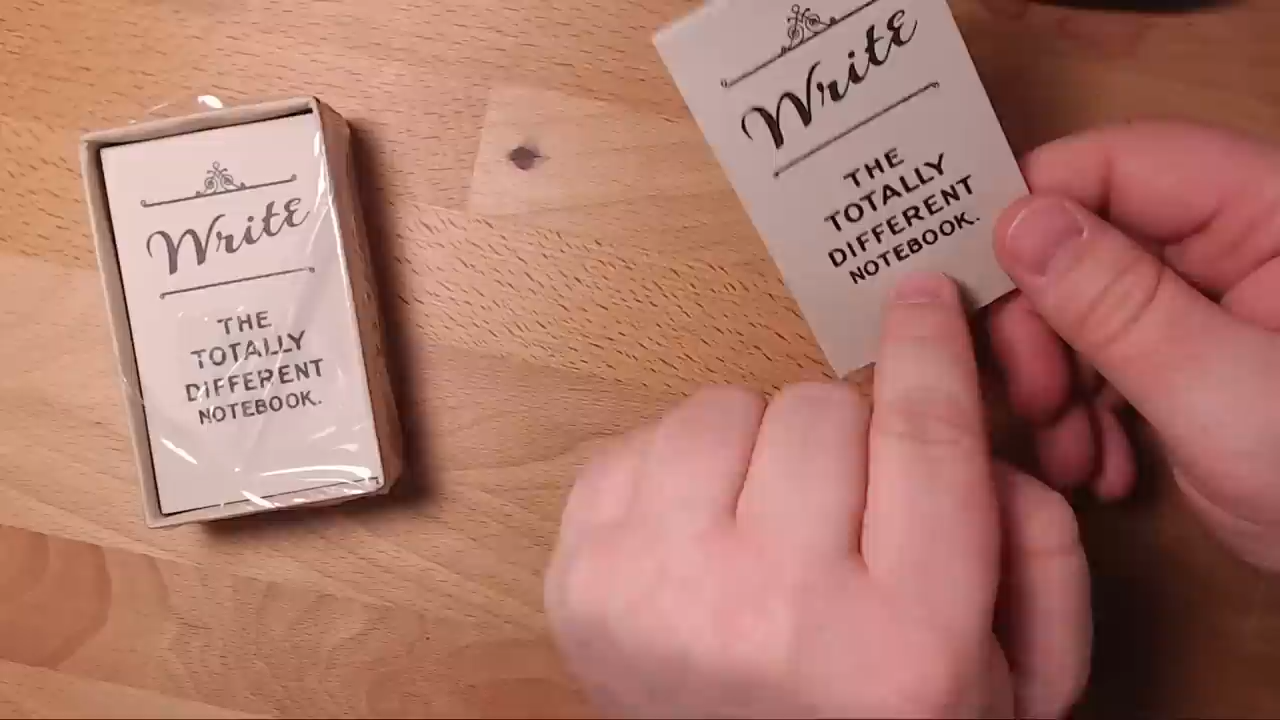 Write
THE
TOTALLY
DIFFERENT
NOTEBOOK.
Write
THE
TOTALLY
DIFFERENT
NOTEBOOK.